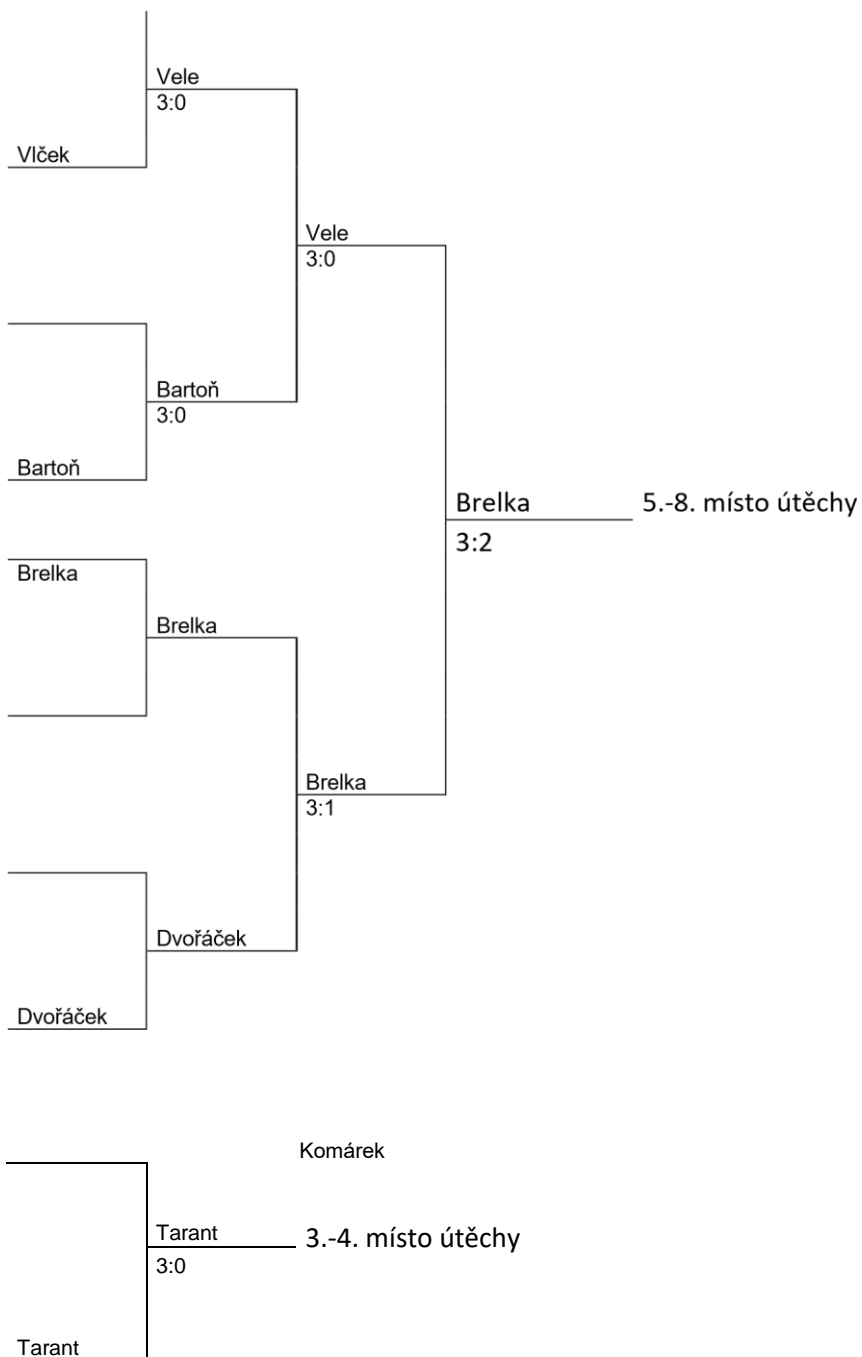 Vele
3:0
Vlček
Vele
3:0
Bartoň
3:0
Bartoň
Brelka 5.-8. místo útěchy
3:2
Brelka
Brelka
Brelka
3:1
Dvořáček
Dvořáček
Komárek
Tarant 3.-4. místo útěchy
3:0
Tarant